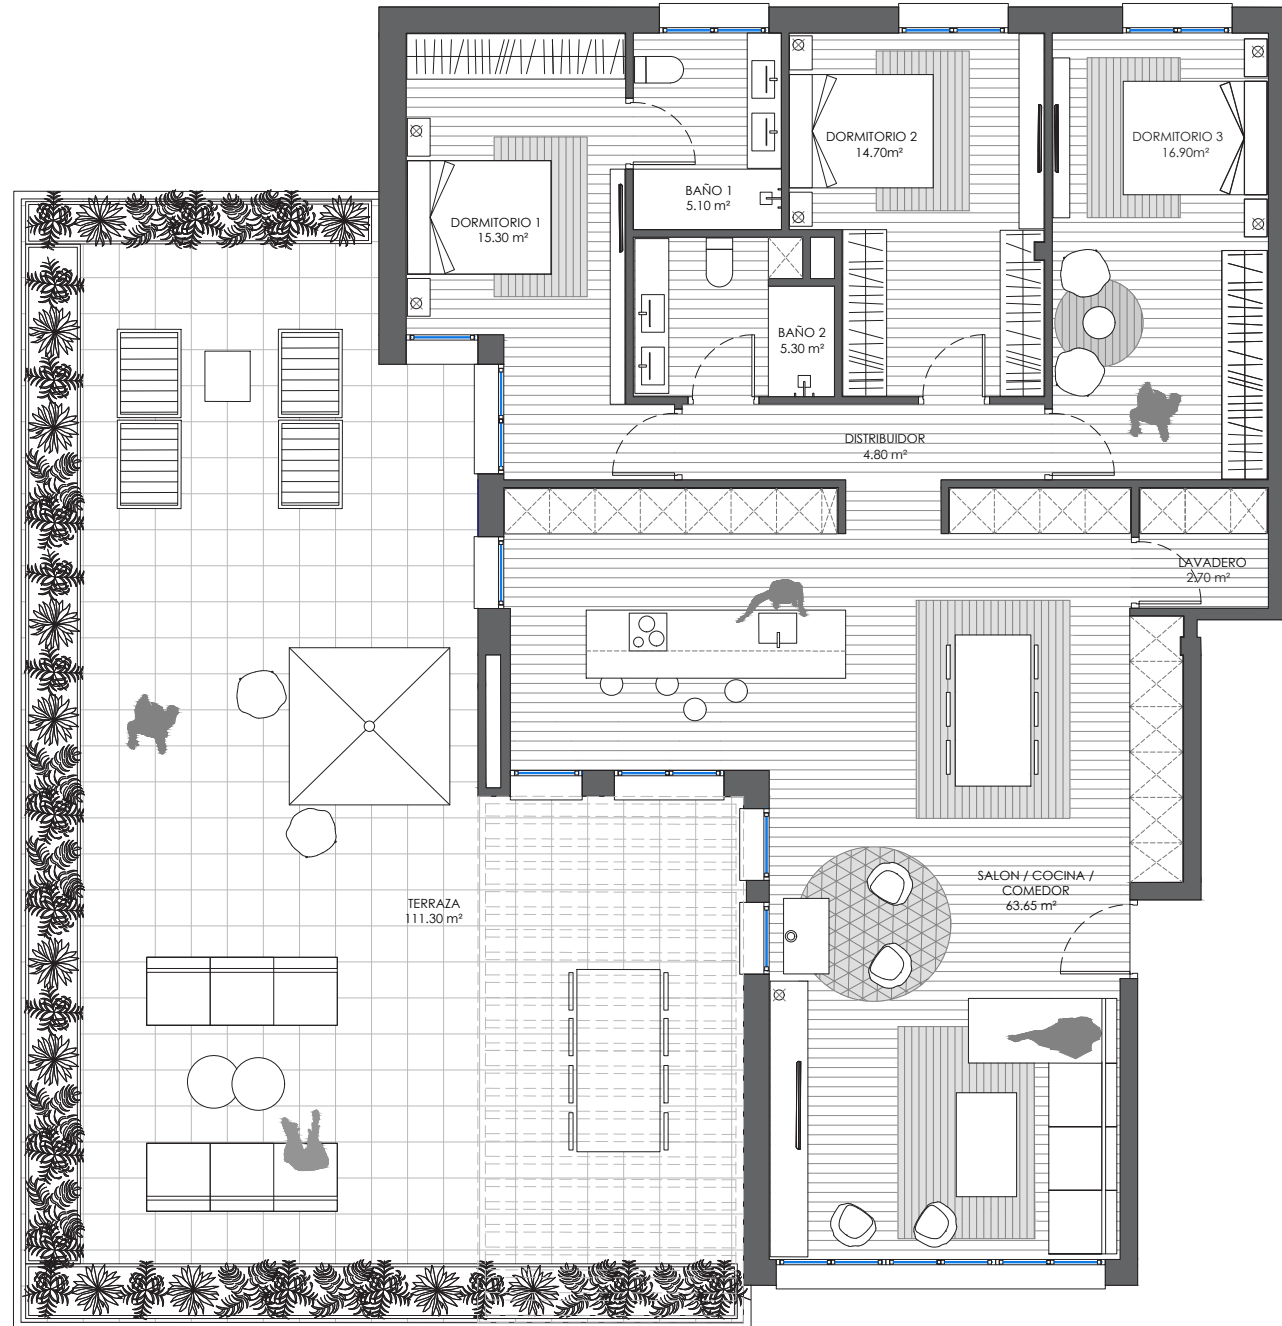 DORMITORIO 1
15.30 m²
BAÑO 1
5.10 m²
DORMITORIO 2
14.70m²
DORMITORIO 3
16.90m²
BAÑO 2
5.30 m²
DISTRIBUIDOR
4.80 m²
LAVADERO
2.70 m²
SALON / COCINA /
COMEDOR
63.65 m²
TERRAZA
111.30 m²